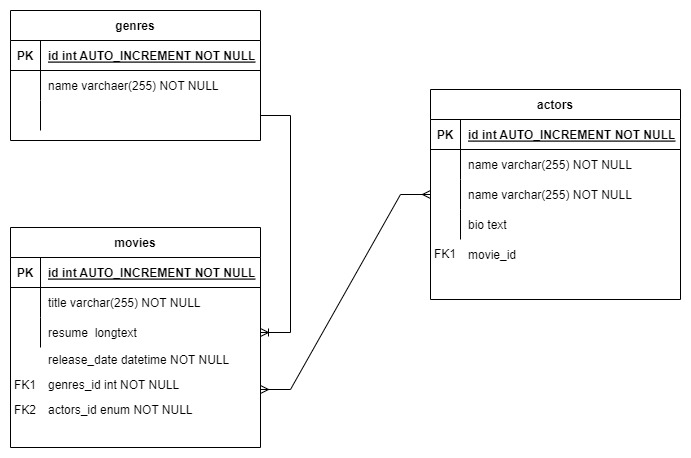 genres
PK id int AUTO_INCREMENT NOT NULL
name varchaer(255) NOT NULL
movies
PK id int AUTO_INCREMENT NOT NULL
title varchar(255) NOT NULL
resume longtext
release_date datetime NOT NULL
FK1 genres_id int NOT NULL
FK2 actors_id enum NOT NULL
actors
PK id int AUTO_INCREMENT NOT NULL
name varchar(255) NOT NULL
name varchar(255) NOT NULL
bio text
FK1 movie_id